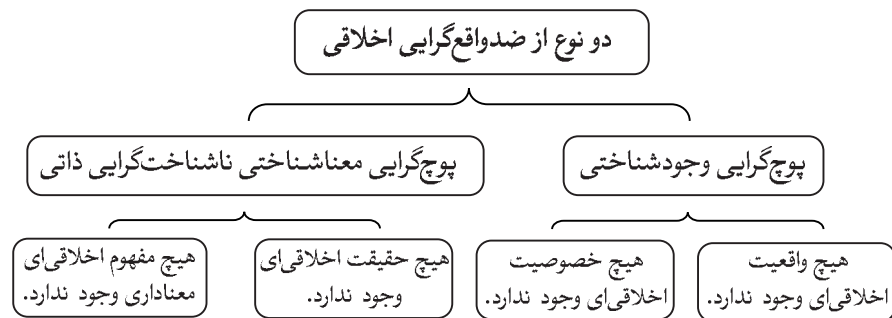 دو نوع از ضدواقع‌گرایی اخلاقی
پوچ‌گرایی وجودشناختی
پوچ‌گرایی معناشناختی ناشناخت‌گرایی ذاتی
هیچ واقعیت
اخلاقی‌ای وجود ندارد.
هیچ خصوصیت
اخلاقی‌ای وجود ندارد.
هیچ حقیقت اخلاقی‌ای
وجود ندارد.
هیچ مفهوم اخلاقی‌ای
معناداری وجود ندارد.